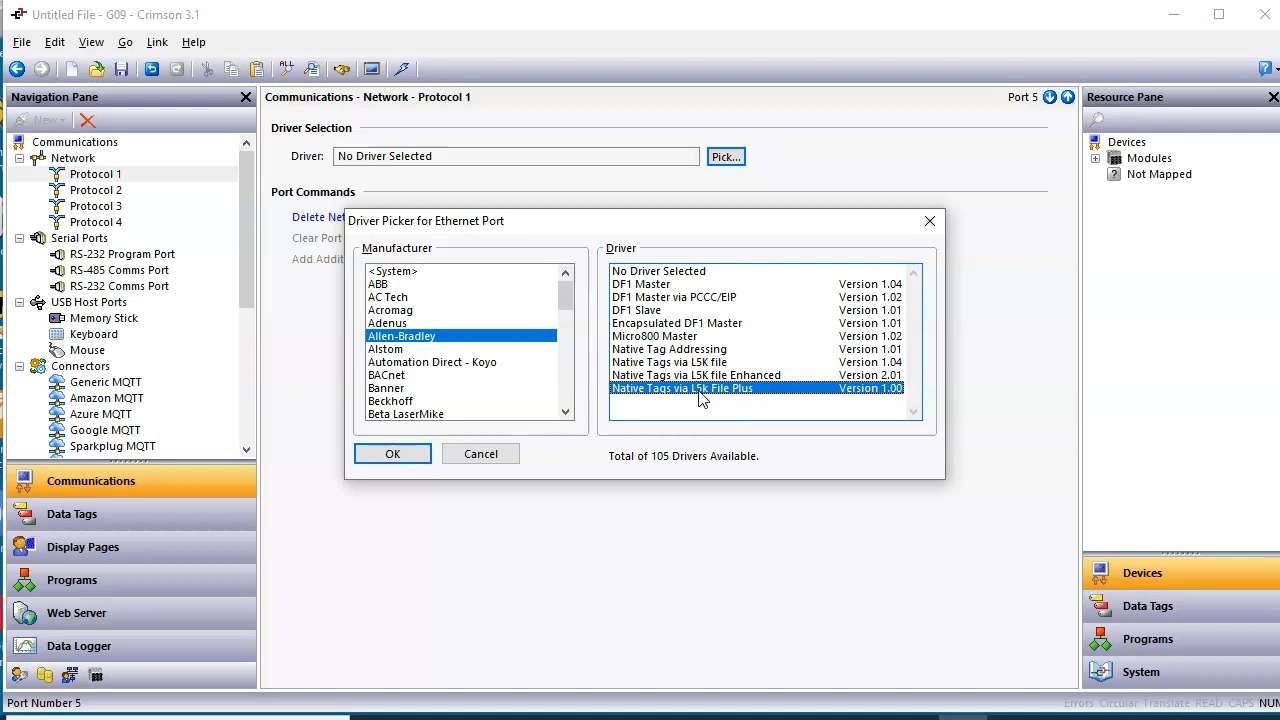 Untitled File - G09 - Crimson 3.1
File Edit View Go Link Help
ALL
Navigation Pane
New
Communications
Network
Protocol 1
Protocol 2
Protocol 3
Protocol 4
Serial Ports
RS-232 Program Port
RS-485 Comms Port
RS-232 Comms Port
USB Host Ports
Memory Stick
Keyboard
Mouse
Connectors
Generic MQTT
Amazon MQTT
Azure MQTT
Google MQTT
Sparkplug MQTT
Communications
Data Tags
Display Pages
Programs
Web Server
Data Logger
Communications - Network - Protocol 1
Port 5
Driver Selection
Driver: No Driver Selected Pick...
Port Commands
Delete Net
Clear Port
Add Addit
Driver Picker for Ethernet Port
Manufacturer
<System>
ABB
AC Tech
Acromag
Adenus
Allen-Bradley
Alstom
Automation Direct - Koyo
BACnet
Banner
Beckhoff
Beta LaserMike
Driver
No Driver Selected
DF1 Master Version 1.04
DF1 Master via PCCC/EIP Version 1.02
DF1 Slave Version 1.01
Encapsulated DF1 Master Version 1.01
Micro800 Master Version 1.02
Native Tag Addressing Version 1.01
Native Tags via L5K file Version 1.04
Native Tags via L5K file Enhanced Version 2.01
Native Tags via L5k File Plus Version 1.00
OK Cancel
Total of 105 Drivers Available.
Resource Pane
Devices
Modules
Not Mapped
Devices
Data Tags
Programs
System
Port Number 5
Errors Circular Translate READ CAPS NUM